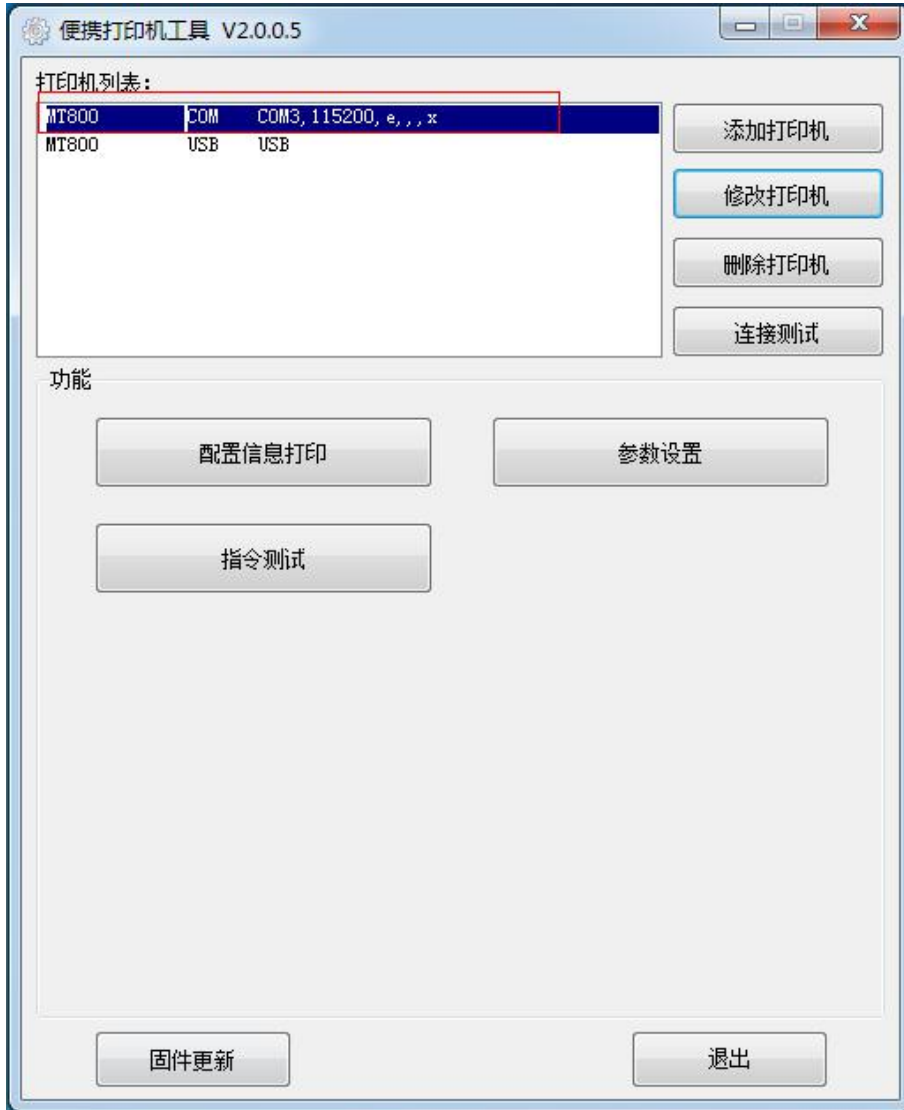 便携打印机工具 V2.0.0.5
打印机列表：
MT800 COM COM3,115200,e,,,x
MT800 USB USB
添加打印机
修改打印机
删除打印机
连接测试
功能
配置信息打印 参数设置
指令测试
固件更新 退出